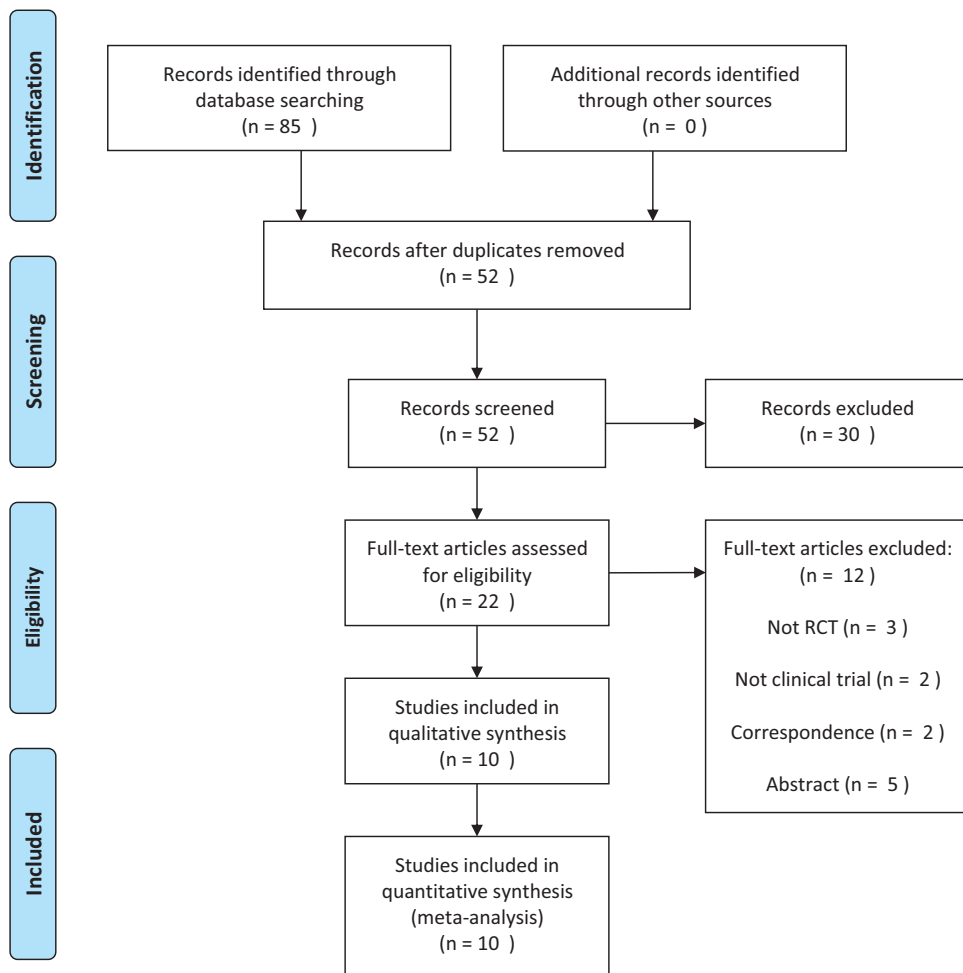 Identification
Records identified through
database searching
(n = 85 )
Additional records identified
through other sources
(n = 0 )
Records after duplicates removed
(n = 52 )
Screening
Records screened
(n = 52 )
Records excluded
(n = 30 )
Eligibility
Full-text articles assessed
for eligibility
(n = 22 )
Full-text articles excluded:
(n = 12 )
Not RCT (n = 3 )
Not clinical trial (n = 2 )
Correspondence (n = 2 )
Abstract (n = 5 )
Studies included in
qualitative synthesis
(n = 10 )
Included
Studies included in
quantitative synthesis
(meta-analysis)
(n = 10 )